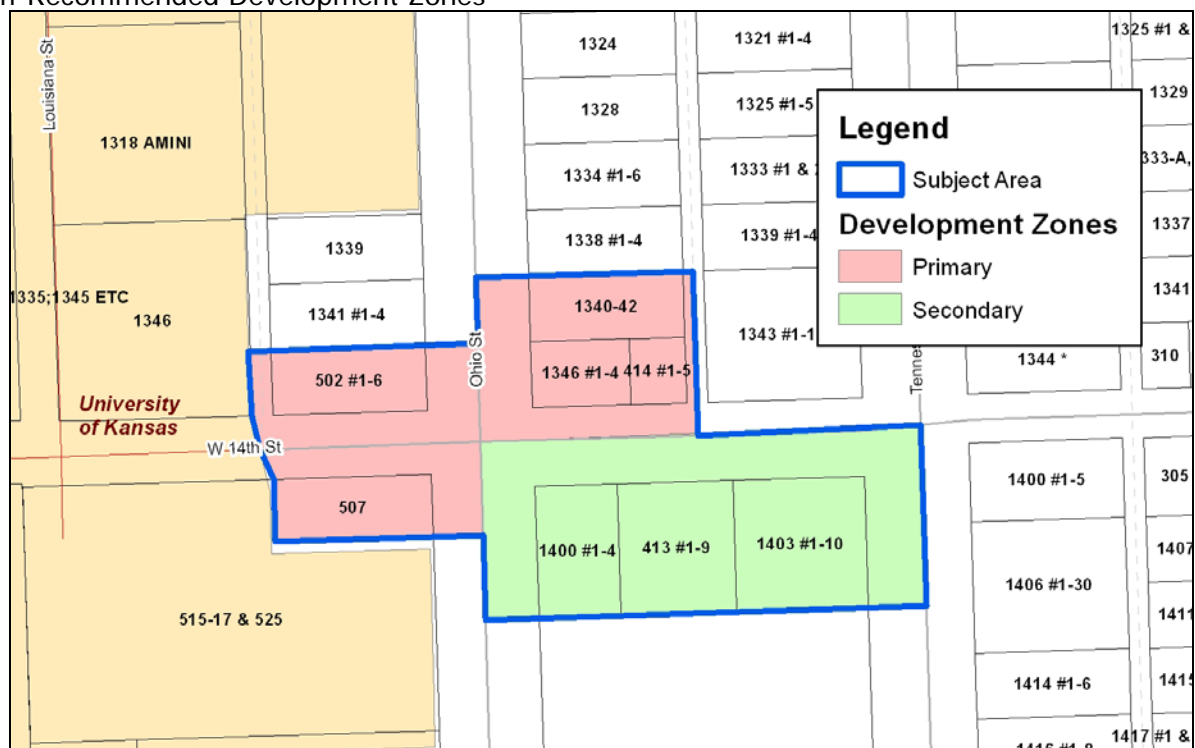 Recommended Development Zones
Louisiana St
1324
1321 #1-4
1325 #1 &
1318 AMINI
1328
1325 #1-5
1329
1334 #1-6
1333 #1 &
333-A,
1339
1338 #1-4
1339 #1-4
1337
1335;1345 ETC
1346
1341 #1-4
1340-42
1343 #1-1
1341
Legend
Subject Area
Development Zones
Primary
Secondary
502 #1-6
Ohio St
1346 #1-4
414 #1-5
Tennes
1344 *
310
University
of Kansas
W 14th St
507
1400 #1-4
413 #1-9
1403 #1-10
1400 #1-5
305
1407
1406 #1-30
1411
515-17 & 525
1414 #1-6
1415
1417 #1 &
1416 #1-8